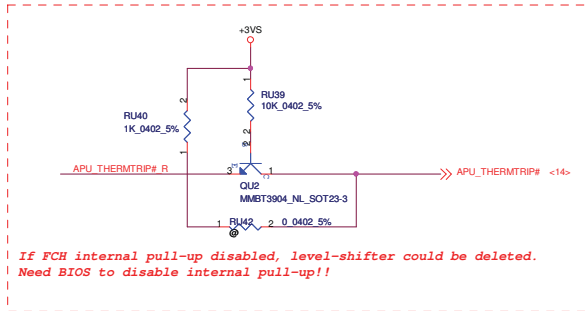 +3VS
1
2
RU39
10K_0402_5%
RU40
1K_0402_5%
2
2
1
APU_THERMTRIP#_R
3
E
C
1
APU_THERMTRIP# <14>
QU2
MMBT3904_NL_SOT23-3
1
RU42
2
0_0402_5%
@
If FCH internal pull-up disabled, level-shifter could be deleted.
Need BIOS to disable internal pull-up!!